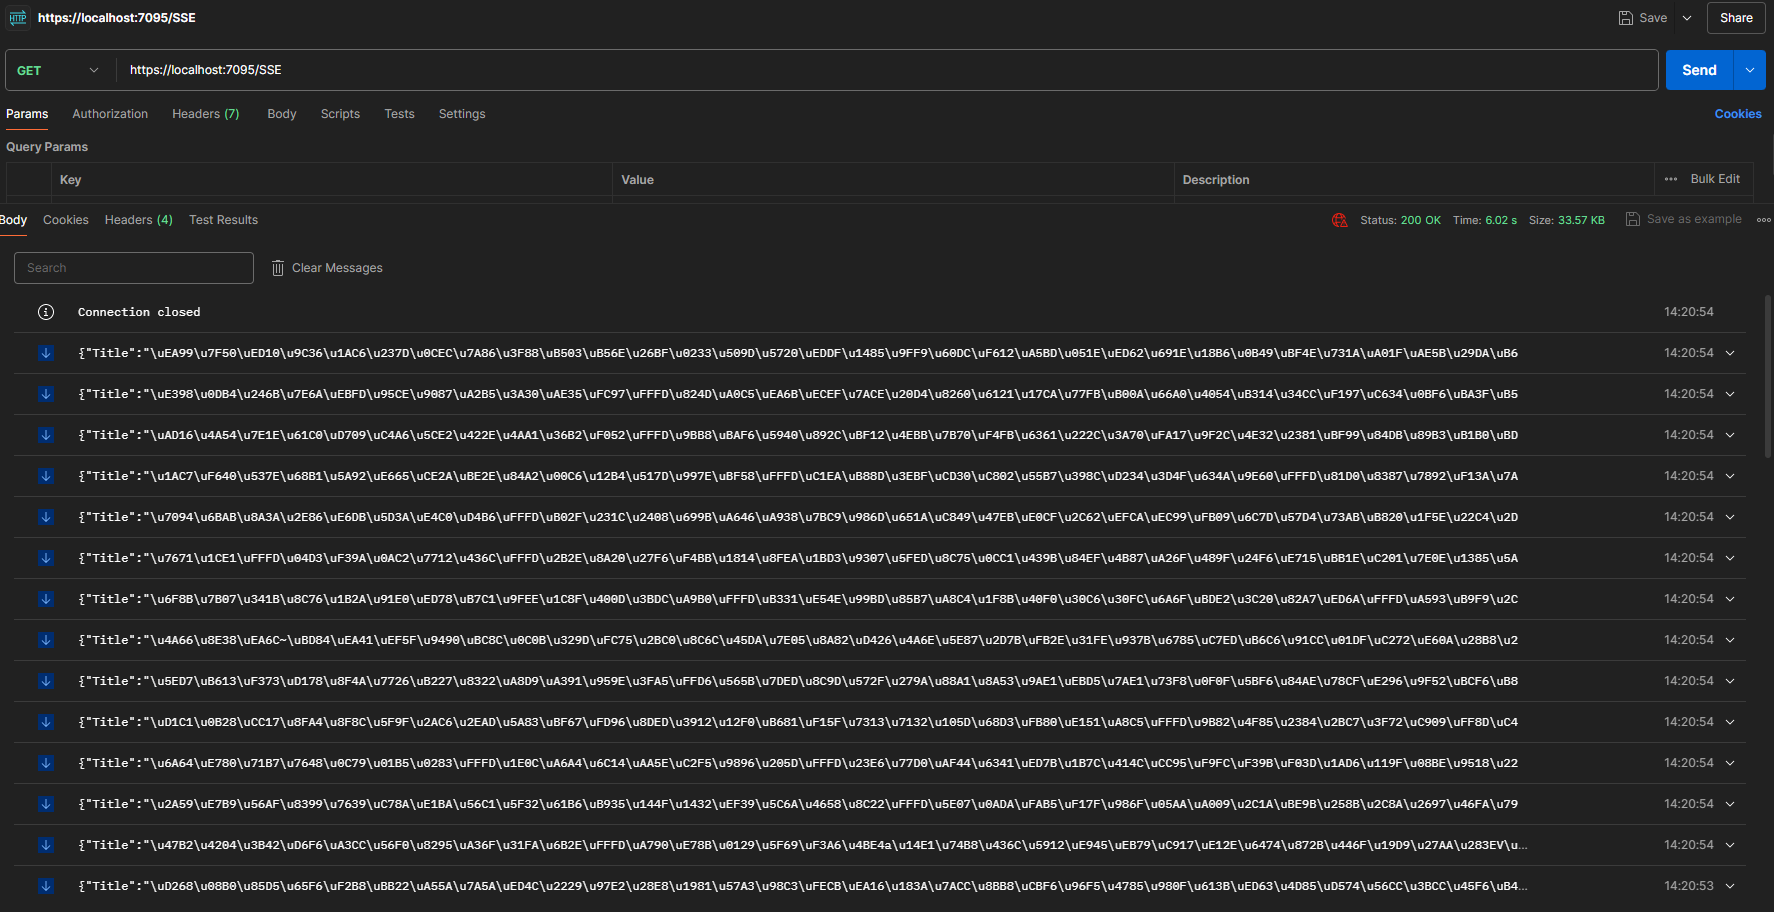 HTTP https://localhost:7095/SSE Save Share
GET https://localhost:7095/SSE Send
Params Authorization Headers (7) Body Scripts Tests Settings Cookies
Query Params
Key Value Description Bulk Edit
Body Cookies Headers (4) Test Results Status: 200 OK Time: 6.02 s Size: 33.57 KB Save as example
Search Clear Messages
Connection closed 14:20:54
{"Title":"\uEA99\u7F50\uED10\u9C36\u1AC6\u237D\u0CEC\u7A86\u3F88\uB503\uB56E\u26BF\u0233\u509D\u5720\uEDDF\u1485\u9FF9\u60DC\uF612\uA5BD\u051E\uED62\u691E\u18B6\u0B49\uBF4E\u731A\uA01F\uAE5B\u29DA\uB6 14:20:54
{"Title":"\uE398\u0DB4\u246B\u7E6A\uEBFD\u95CE\u9087\uA2B5\u3A30\uAE35\uFC97\uFFFD\u824D\uA0C5\uEA6B\uECEF\u7ACE\u20D4\u8260\u6121\u17CA\u77FB\uB00A\u66A0\u4054\uB314\u34CC\uF197\uC634\u0BF6\uBA3F\uB5 14:20:54
{"Title":"\uAD16\u4A54\u7E1E\u61C0\uD709\uC4A6\u5CE2\u422E\u4AA1\u36B2\uF052\uFFFD\u9BB8\uBAF6\u5940\u892C\uBF12\u4EBB\u7B70\uF4FB\u6361\u222C\u3A70\uFA17\u9F2C\u4E32\u2381\uBF99\u84DB\u89B3\uB1B0\uBD 14:20:54
{"Title":"\u1AC7\uF640\u537E\u68B1\u5A92\uE665\uCE2A\uBE2E\u84A2\u00C6\u12B4\u517D\u997E\uBF58\uFFFD\uC1EA\uB88D\u3EBF\uCD30\uC802\u55B7\u398C\uD234\u3D4F\u634A\u9E60\uFFFD\u81D0\u8387\u7892\uF13A\u7A 14:20:54
{"Title":"\u7094\u6BAB\u8A3A\u2E86\uE6DB\u5D3A\uE4C0\uD4B6\uFFFD\uB02F\u231C\u2408\u699B\uA646\uA938\u7BC9\u986D\u651A\uC849\u47EB\uE0CF\u2C62\uEFCA\uEC99\uFB09\u6C7D\u57D4\u73AB\uB820\u1F5E\u22C4\u2D 14:20:54
{"Title":"\u7671\u1CE1\uFFFD\u04D3\uF39A\u0AC2\u7712\u436C\uFFFD\u2B2E\u8A20\u27F6\uF4BB\u1814\u8FEA\u1BD3\u9307\u5FED\u8C75\u0CC1\u439B\u84EF\u4B87\uA26F\u489F\u24F6\uE715\uBB1E\uC201\u7E0E\u1385\u5A 14:20:54
{"Title":"\u6F8B\u7B07\u341B\u8C76\u1B2A\u91E0\uED78\uB7C1\u9FEE\u1C8F\u400D\u3BDC\uA9B0\uFFFD\uB331\uE54E\u99BD\u85B7\uA8C4\u1F8B\u40F0\u30C6\u30FC\u6A6F\uBDE2\u3C20\u82A7\uED6A\uFFFD\uA593\uB9F9\u2C 14:20:54
{"Title":"\u4A66\u8E38\uEA6C~\uBD84\uEA41\uEF5F\u9490\uBC8C\u0C0B\u329D\uFC75\u2BC0\u8C6C\u45DA\u7E05\u8A82\uD426\u4A6E\u5E87\u2D7B\uFB2E\u31FE\u937B\u6785\uC7ED\uB6C6\u91CC\u01DF\uC272\uE60A\u28B8\u2 14:20:54
{"Title":"\u5ED7\uB613\uF373\uD178\u8F4A\u7726\uB227\u8322\uA8D9\uA391\u959E\u3FA5\uFFD6\u565B\u7DED\u8C9D\u572F\u279A\u88A1\u8A53\u9AE1\uEBD5\u7AE1\u73F8\u0F0F\u5BF6\u84AE\u78CF\uE296\u9F52\uBCF6\uB8 14:20:54
{"Title":"\uD1C1\u0B28\uCC17\u8FA4\u8F8C\u5F9F\u2AC6\u2EAD\u5A83\uBF67\uFD96\u8DED\u3912\u12F0\uB681\uF15F\u7313\u7132\u105D\u68D3\uFB80\uE151\uA8C5\uFFFD\u9B82\u4F85\u2384\u2BC7\u3F72\uC909\uFF8D\uC4 14:20:54
{"Title":"\u6A64\uE780\u71B7\u7648\u0C79\u01B5\u0283\uFFFD\u1E0C\uA6A4\u6C14\uAA5E\uC2F5\u9896\u205D\uFFFD\u23E6\u77D0\uAF44\u6341\uED7B\u1B7C\u414C\uCC95\uF9FC\uF39B\uF03D\u1AD6\u119F\u08BE\u9518\u22 14:20:54
{"Title":"\u2A59\uE7B9\u56AF\u8399\u7639\uC78A\uE1BA\u56C1\u5F32\u61B6\uB935\u144F\u1432\uEF39\u5C6A\u4658\u8C22\uFFFD\u5E07\u0ADA\uFAB5\uF17F\u986F\u05AA\uA009\u2C1A\uBE9B\u258B\u2C8A\u2697\u46FA\u79 14:20:54
{"Title":"\u47B2\u4204\u3B42\uD6F6\uA3CC\u56F0\u8295\uA36F\u31FA\u6B2E\uFFFD\uA790\uE78B\u0129\u5F69\uF3A6\u4BE4a\u14E1\u74B8\u436C\u5912\uE945\uEB79\uC917\uE12E\u6474\u872B\u446F\u19D9\u27AA\u283EV\u... 14:20:54
{"Title":"\uD268\u08B0\u85D5\u65F6\uF2B8\uBB22\uA55A\u7A5A\uED4C\u2229\u97E2\u28E8\u1981\u57A3\u98C3\uFECB\uEA16\u183A\u7ACC\u8BB8\uCBF6\u96F5\u4785\u980F\u613B\uED63\u4D85\uD574\u56CC\u3BCC\u45F6\uB4... 14:20:53